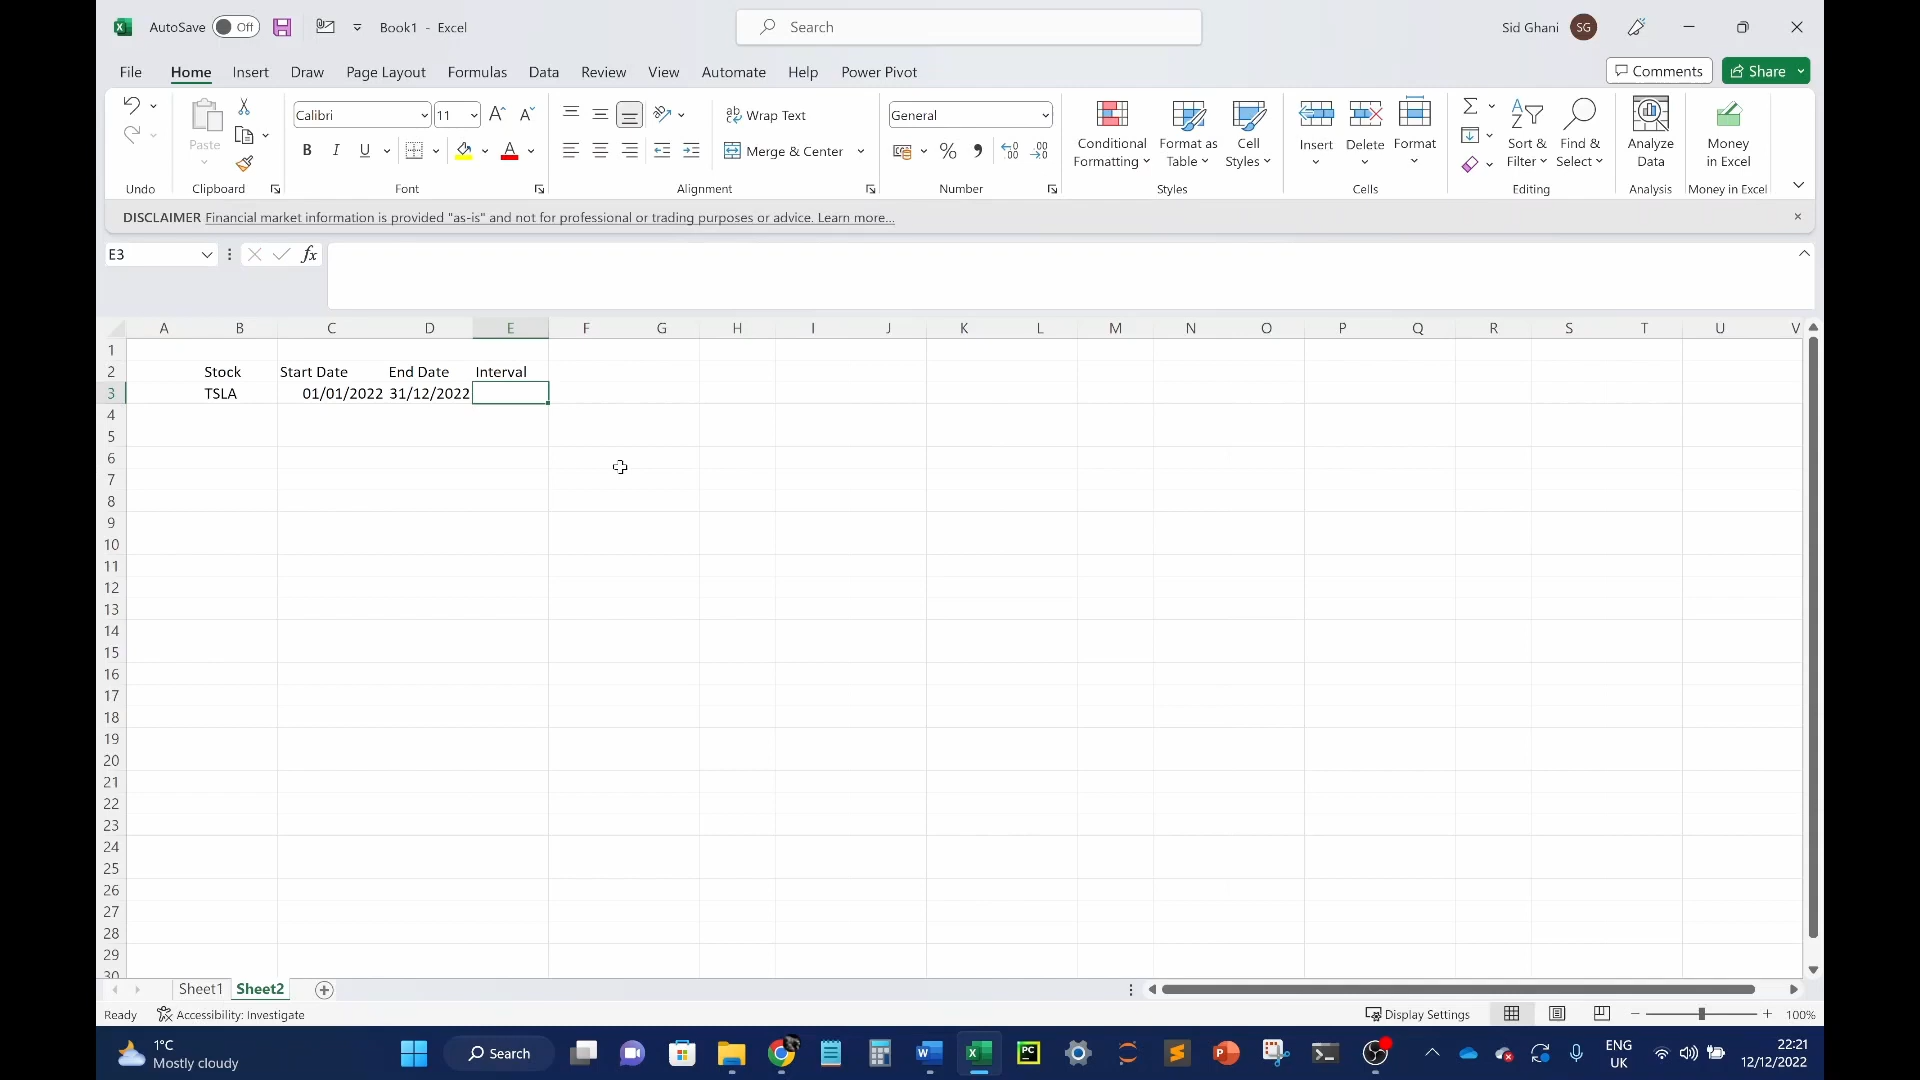 AutoSave Off Book1 - Excel Search Sid Ghani SG
File Home Insert Draw Page Layout Formulas Data Review View Automate Help Power Pivot Comments Share
Calibri 11 Wrap Text General
Paste B I U Merge & Center % Conditional Formatting Format as Table Cell Styles Insert Delete Format Sort & Filter Find & Select Analyze Data Money in Excel
Undo Clipboard Font Alignment Number Styles Cells Editing Analysis Money in Excel
DISCLAIMER Financial market information is provided "as-is" and not for professional or trading purposes or advice. Learn more...
E3 fx
A B C D E F G H I J K L M N O P Q R S T U V
1
2 Stock Start Date End Date Interval
3 TSLA 01/01/2022 31/12/2022
4
5
6
7
8
9
10
11
12
13
14
15
16
17
18
19
20
21
22
23
24
25
26
27
28
29
30
Sheet1 Sheet2
Ready Accessibility: Investigate Display Settings 100%
1°C ENG 22:21
Mostly cloudy Search UK 12/12/2022